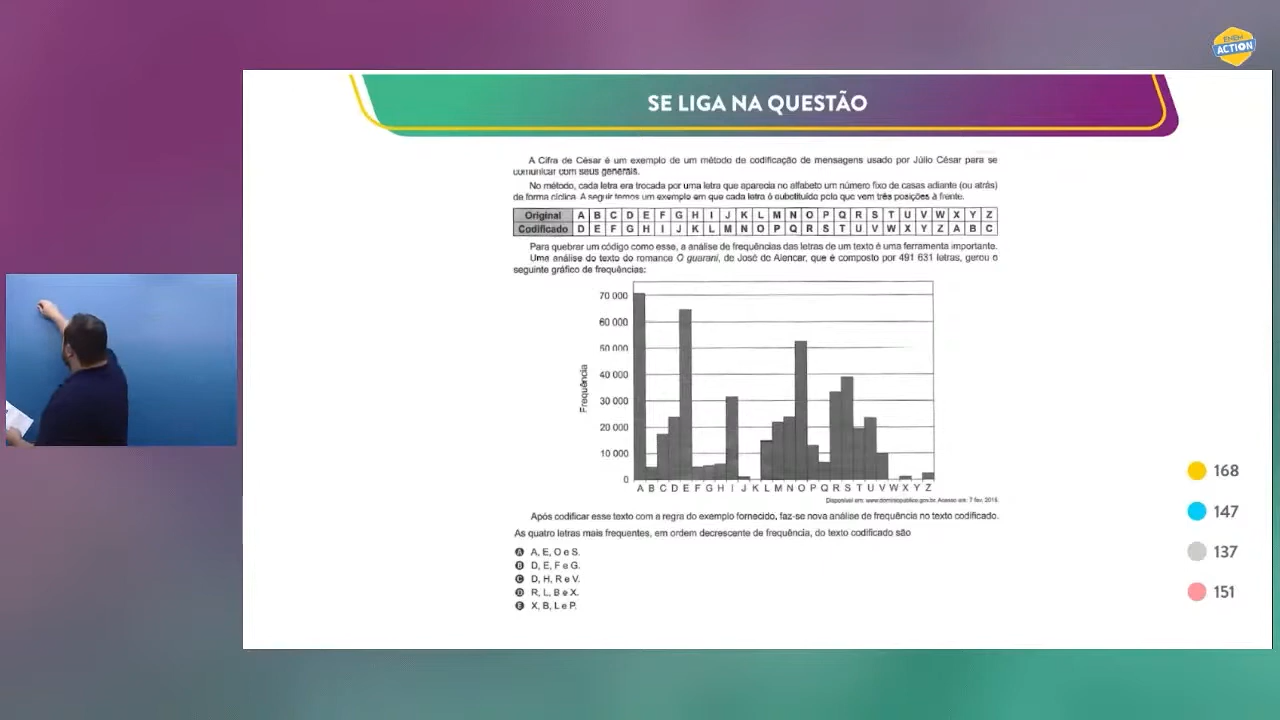 ENEM
ACTION
SE LIGA NA QUESTÃO
A Cifra de César é um exemplo de um método de codificação de mensagens usado por Júlio César para se
comunicar com seus generais.
No método, cada letra era trocada por uma letra que aparecia no alfabeto um número fixo de casas adiante (ou atrás)
de forma cíclica. A seguir temos um exemplo em que cada letra é substituída pela que vem três posições à frente.
Original A B C D E F G H I J K L M N O P Q R S T U V W X Y Z
Codificado D E F G H I J K L M N O P Q R S T U V W X Y Z A B C
Para quebrar um código como esse, a análise de frequências das letras de um texto é uma ferramenta importante.
Uma análise do texto do romance O guarani, de José de Alencar, que é composto por 491 631 letras, gerou o
seguinte gráfico de frequências:
Frequência
70 000
60 000
50 000
40 000
30 000
20 000
10 000
0
A B C D E F G H I J K L M N O P Q R S T U V W X Y Z
Disponível em: www.dominiopublico.gov.br. Acesso em: 7 fev. 2015.
Após codificar esse texto com a regra do exemplo fornecido, faz-se nova análise de frequência no texto codificado.
As quatro letras mais frequentes, em ordem decrescente de frequência, do texto codificado são
A A, E, O e S.
B D, E, F e G.
C D, H, R e V.
D R, L, B e X.
E X, B, L e P.
168
147
137
151